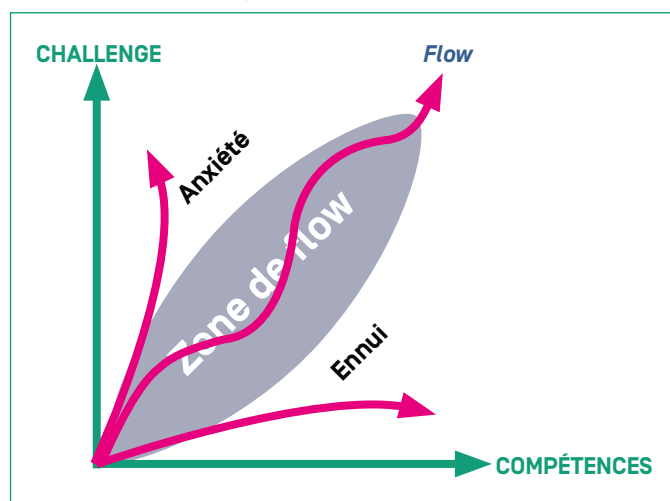 CHALLENGE
Flow
Anxiété
Zone de flow
Ennui
COMPÉTENCES